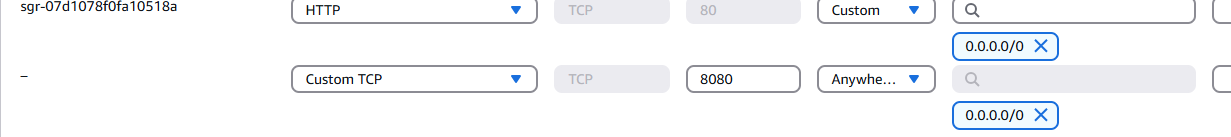 sgr-07d1078f0fa10518a HTTP TCP 80 Custom
0.0.0.0/0
– Custom TCP TCP 8080 Anywhe...
0.0.0.0/0